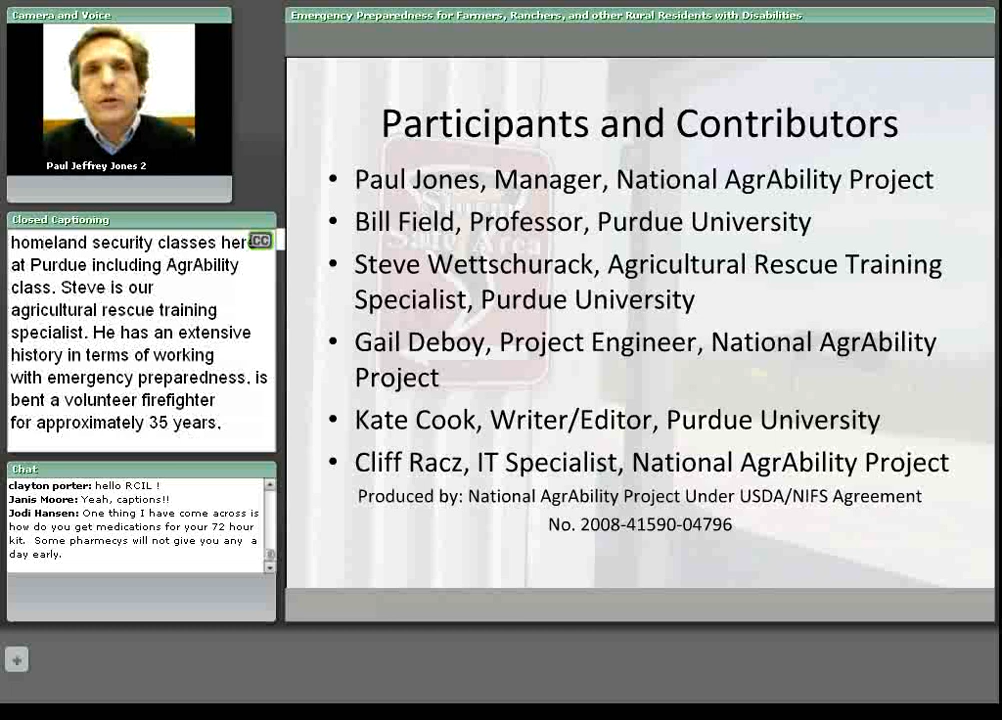 Camera and Voice
Paul Jeffrey Jones 2
Closed Captioning
homeland security classes here
CC
at Purdue including AgrAbility
class. Steve is our
agricultural rescue training
specialist. He has an extensive
history in terms of working
with emergency preparedness. is
bent a volunteer firefighter
for approximately 35 years.
Chat
clayton porter: hello RCIL !
Janis Moore: Yeah, captions!!
Jodi Hansen: One thing I have come across is
how do you get medications for your 72 hour
kit. Some pharmecys will not give you any a
day early.
Emergency Preparedness for Farmers, Ranchers, and other Rural Residents with Disabilities
Participants and Contributors
• Paul Jones, Manager, National AgrAbility Project
• Bill Field, Professor, Purdue University
• Steve Wettschurack, Agricultural Rescue Training
Specialist, Purdue University
• Gail Deboy, Project Engineer, National AgrAbility
Project
• Kate Cook, Writer/Editor, Purdue University
• Cliff Racz, IT Specialist, National AgrAbility Project
Produced by: National AgrAbility Project Under USDA/NIFS Agreement
No. 2008-41590-04796